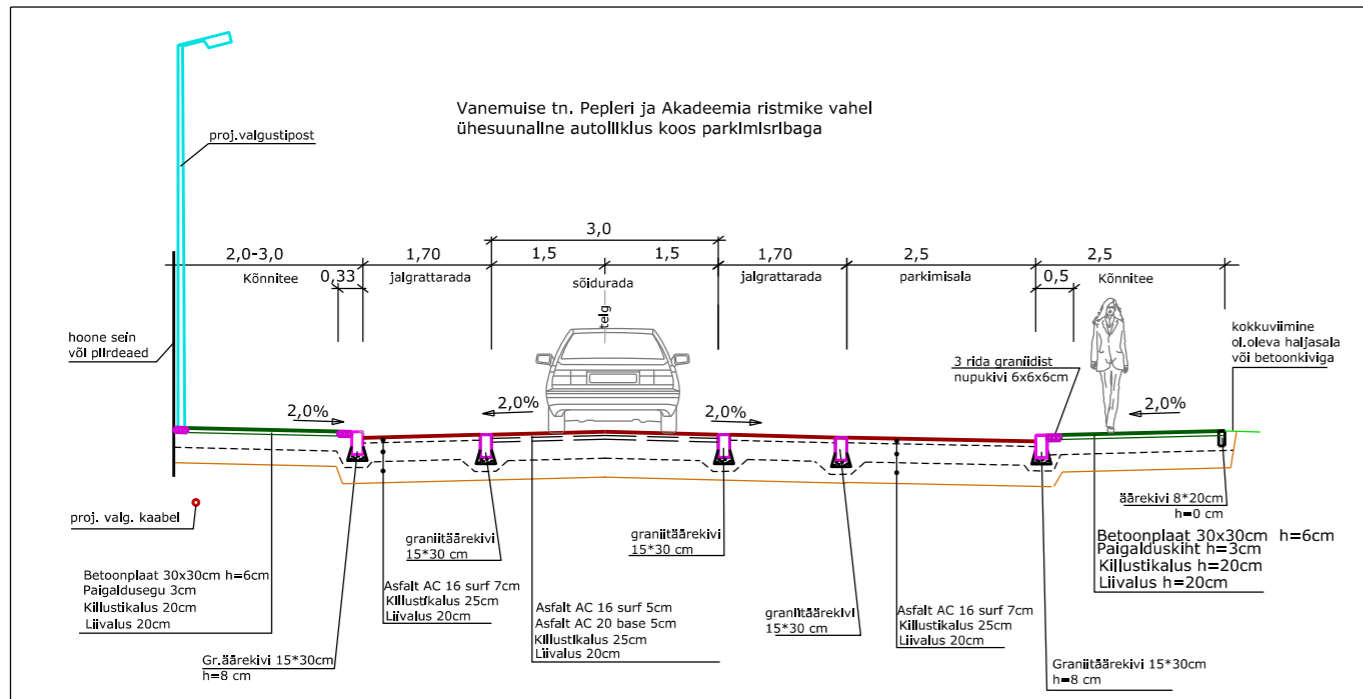 Vanemuise tn. Pepleri ja Akadeemia ristmike vahel
ühesuunaline autoliiklus koos parkimisribaga
proj.valgustipost
3,0
2,0-3,0
1,70
1,5
1,5
1,70
2,5
2,5
Kõnnitee
0,33
jalgrattarada
sõidurada
jalgrattarada
parkimisala
0,5
Kõnnitee
telg
hoone sein
või piirdeaed
kokkuviimine
ol.oleva haljasala
või betoonkiviga
3 rida graniidist
nupukivi 6x6x6cm
2,0%
2,0%
2,0%
2,0%
proj. valg. kaabel
graniitäärekivi
15*30 cm
graniitäärekivi
15*30 cm
äärekivi 8*20cm
h=0 cm
Betoonplaat 30x30cm h=6cm
Paigaldusegu 3cm
Killustikalus 20cm
Liivalus 20cm
Asfalt AC 16 surf 7cm
Killustikalus 25cm
Liivalus 20cm
Asfalt AC 16 surf 5cm
Asfalt AC 20 base 5cm
Killustikalus 25cm
Liivalus 20cm
graniitäärekivi
15*30 cm
Asfalt AC 16 surf 7cm
Killustikalus 25cm
Liivalus 20cm
Betoonplaat 30x30cm h=6cm
Paigalduskiht h=3cm
Killustikalus h=20cm
Liivalus h=20cm
Gr.äärekivi 15*30cm
h=8 cm
Graniitäärekivi 15*30cm
h=8 cm